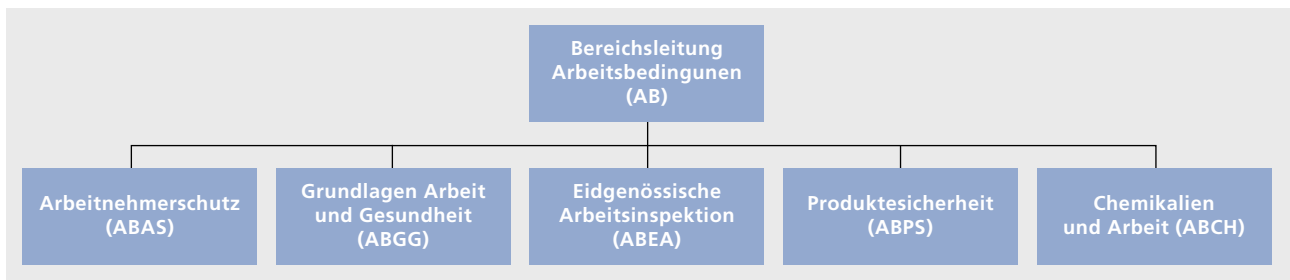 Bereichsleitung
Arbeitsbedingunen
(AB)
Arbeitnehmerschutz
(ABAS)
Grundlagen Arbeit
und Gesundheit
(ABGG)
Eidgenössische
Arbeitsinspektion
(ABEA)
Produktesicherheit
(ABPS)
Chemikalien
und Arbeit (ABCH)